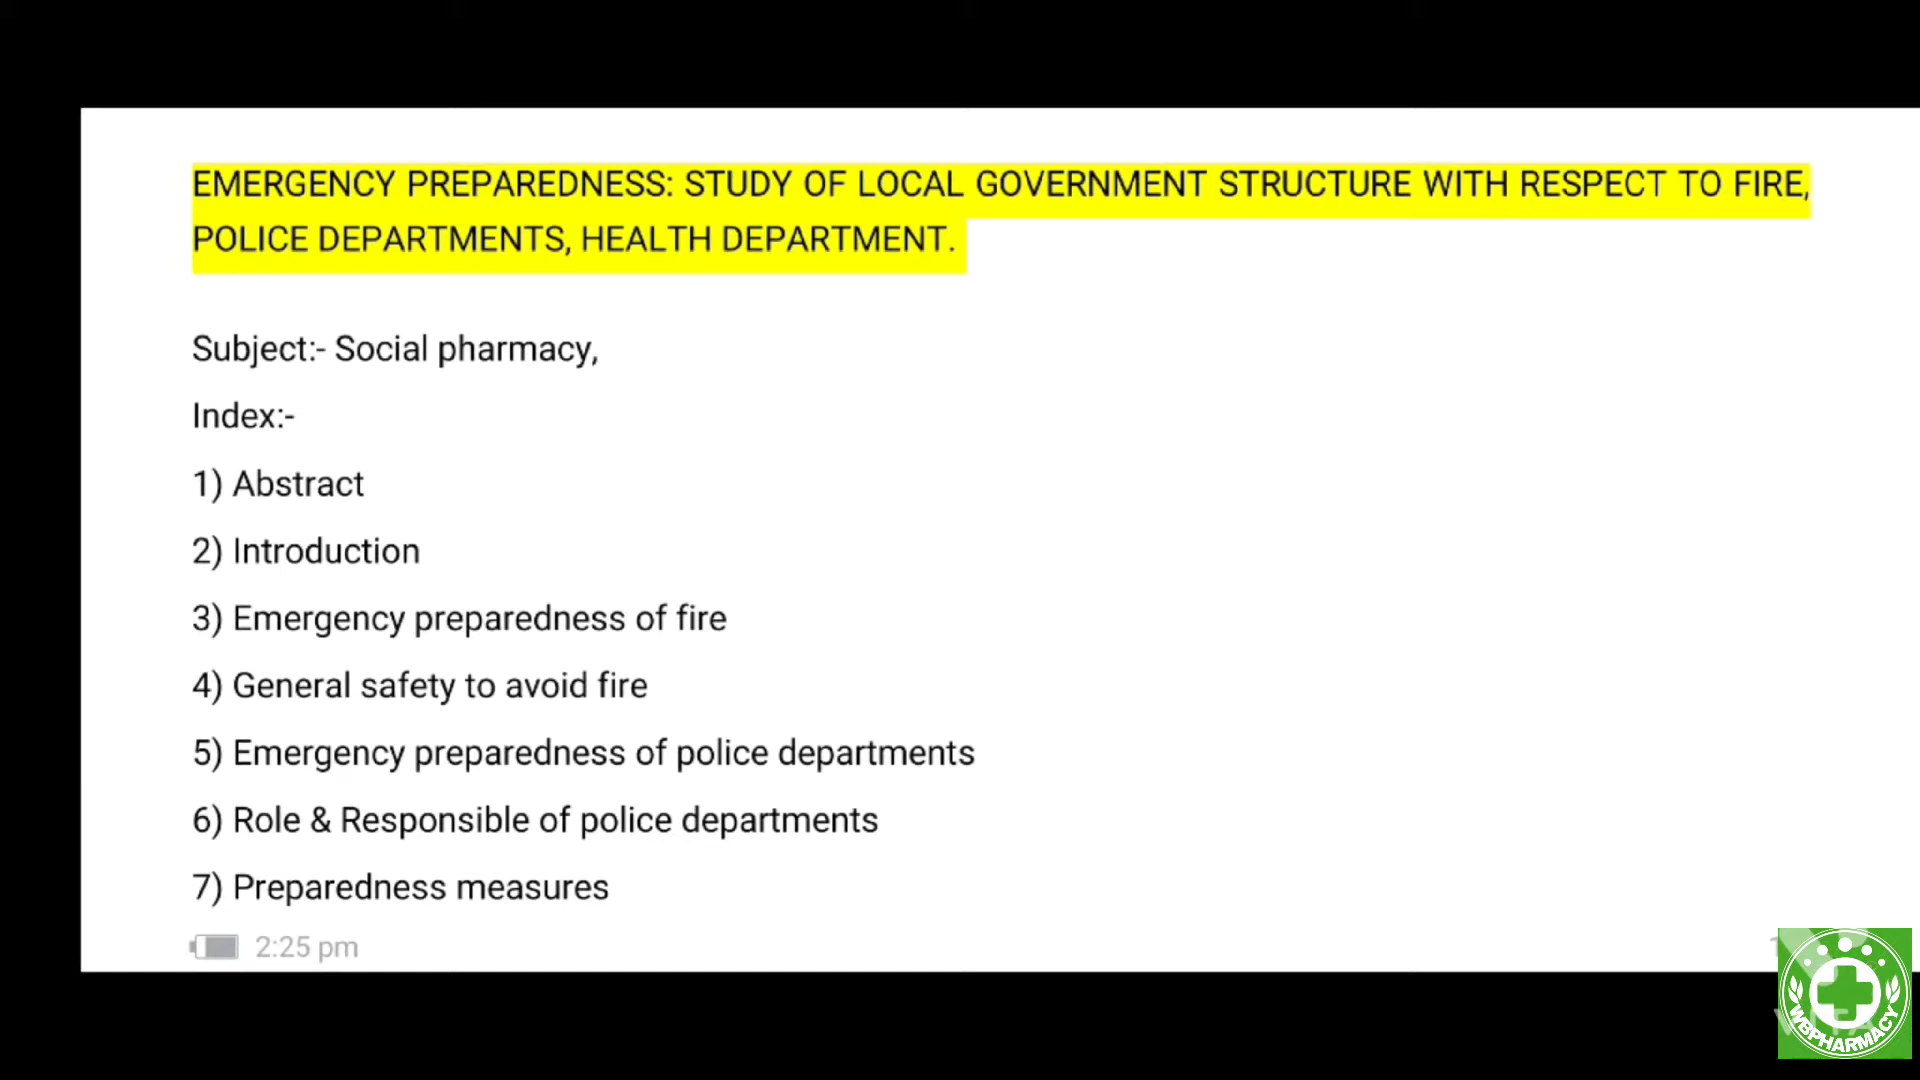 EMERGENCY PREPAREDNESS: STUDY OF LOCAL GOVERNMENT STRUCTURE WITH RESPECT TO FIRE,
POLICE DEPARTMENTS, HEALTH DEPARTMENT.
Subject:- Social pharmacy,
Index:-
1) Abstract
2) Introduction
3) Emergency preparedness of fire
4) General safety to avoid fire
5) Emergency preparedness of police departments
6) Role & Responsible of police departments
7) Preparedness measures
2:25 pm
WBPHARMACY